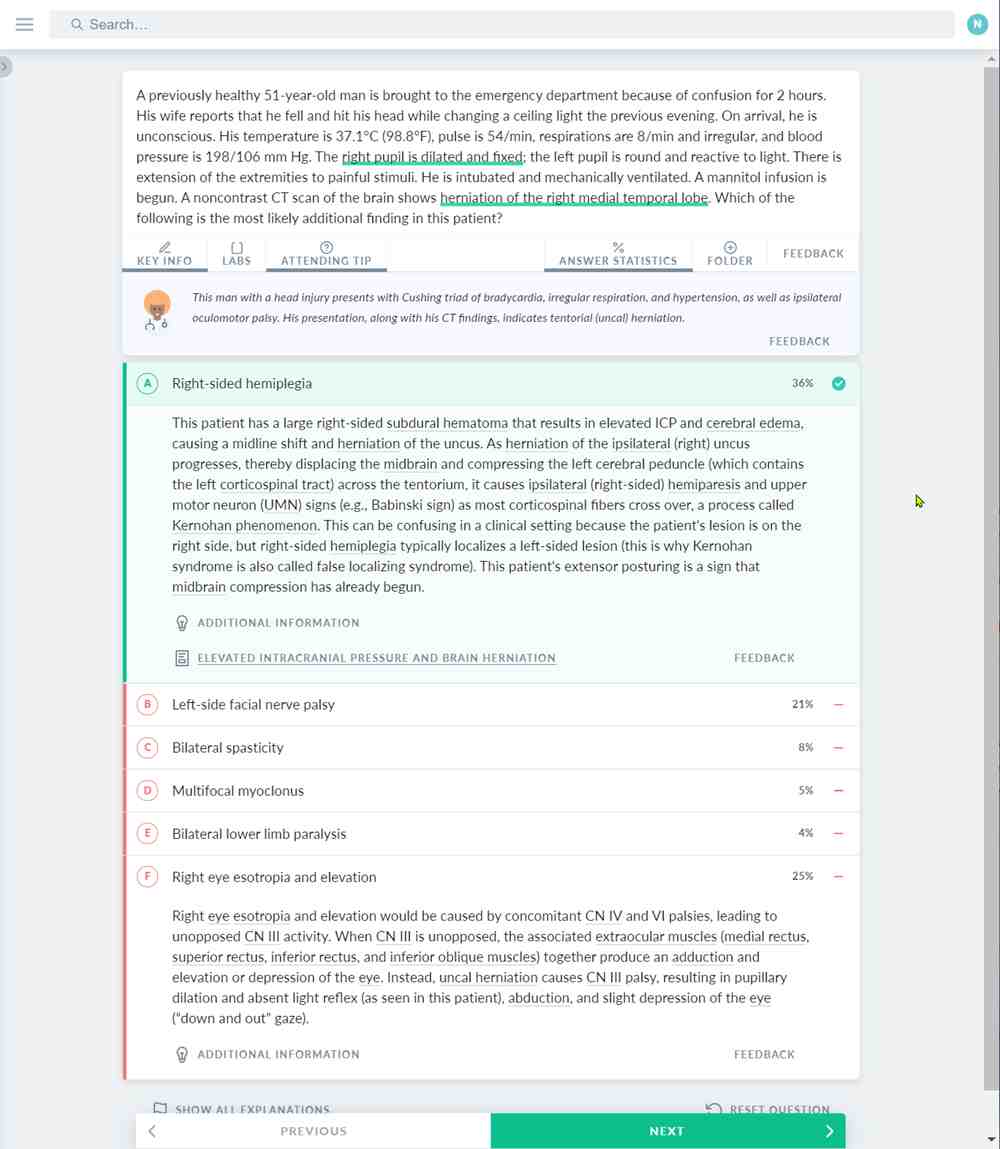 Search...
N
A previously healthy 51-year-old man is brought to the emergency department because of confusion for 2 hours.
His wife reports that he fell and hit his head while changing a ceiling light the previous evening. On arrival, he is
unconscious. His temperature is 37.1°C (98.8°F), pulse is 54/min, respirations are 8/min and irregular, and blood
pressure is 198/106 mm Hg. The right pupil is dilated and fixed; the left pupil is round and reactive to light. There is
extension of the extremities to painful stimuli. He is intubated and mechanically ventilated. A mannitol infusion is
begun. A noncontrast CT scan of the brain shows herniation of the right medial temporal lobe. Which of the
following is the most likely additional finding in this patient?
KEY INFO LABS ATTENDING TIP ANSWER STATISTICS FOLDER FEEDBACK
This man with a head injury presents with Cushing triad of bradycardia, irregular respiration, and hypertension, as well as ipsilateral
oculomotor palsy. His presentation, along with his CT findings, indicates tentorial (uncal) herniation.
FEEDBACK
A Right-sided hemiplegia 36%
This patient has a large right-sided subdural hematoma that results in elevated ICP and cerebral edema,
causing a midline shift and herniation of the uncus. As herniation of the ipsilateral (right) uncus
progresses, thereby displacing the midbrain and compressing the left cerebral peduncle (which contains
the left corticospinal tract) across the tentorium, it causes ipsilateral (right-sided) hemiparesis and upper
motor neuron (UMN) signs (e.g., Babinski sign) as most corticospinal fibers cross over, a process called
Kernohan phenomenon. This can be confusing in a clinical setting because the patient's lesion is on the
right side, but right-sided hemiplegia typically localizes a left-sided lesion (this is why Kernohan
syndrome is also called false localizing syndrome). This patient's extensor posturing is a sign that
midbrain compression has already begun.
ADDITIONAL INFORMATION
ELEVATED INTRACRANIAL PRESSURE AND BRAIN HERNIATION FEEDBACK
B Left-side facial nerve palsy 21%
C Bilateral spasticity 8%
D Multifocal myoclonus 5%
E Bilateral lower limb paralysis 4%
F Right eye esotropia and elevation 25%
Right eye esotropia and elevation would be caused by concomitant CN IV and VI palsies, leading to
unopposed CN III activity. When CN III is unopposed, the associated extraocular muscles (medial rectus,
superior rectus, inferior rectus, and inferior oblique muscles) together produce an adduction and
elevation or depression of the eye. Instead, uncal herniation causes CN III palsy, resulting in pupillary
dilation and absent light reflex (as seen in this patient), abduction, and slight depression of the eye
("down and out" gaze).
ADDITIONAL INFORMATION FEEDBACK
SHOW ALL EXPLANATIONS RESET QUESTION
PREVIOUS NEXT